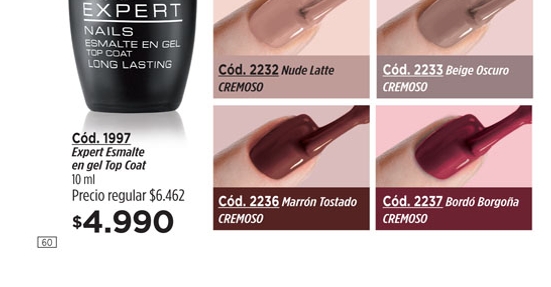 EXPERT
NAILS
ESMALTE EN GEL
TOP COAT
LONG LASTING
Cód. 1997
Expert Esmalte
en gel Top Coat
10 ml
Precio regular $6.462
$4.990
Cód. 2232 Nude Latte
CREMOSO
Cód. 2233 Beige Oscuro
CREMOSO
Cód. 2236 Marrón Tostado
CREMOSO
Cód. 2237 Bordó Borgoña
CREMOSO
60